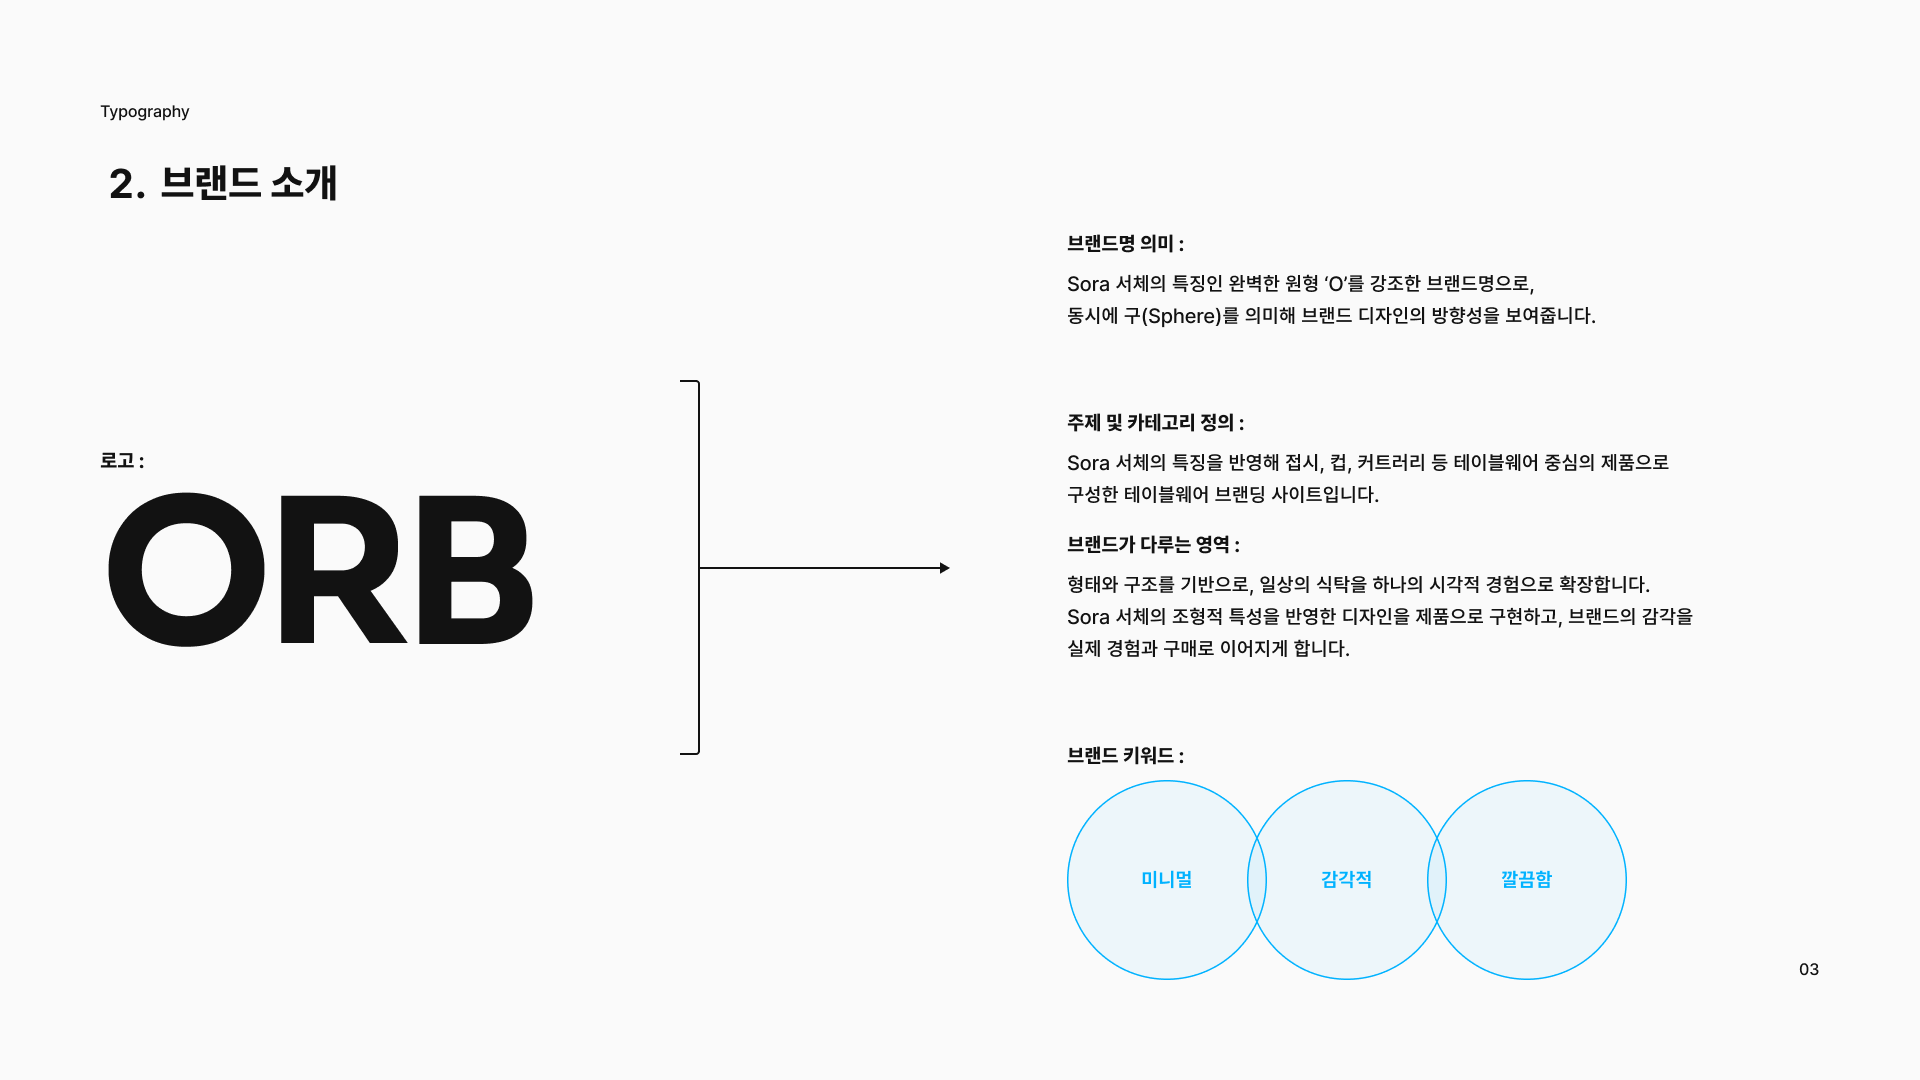 Typography
2. 브랜드 소개
로고 :
ORB
브랜드명 의미 :
Sora 서체의 특징인 완벽한 원형 ‘O’를 강조한 브랜드명으로,
동시에 구(Sphere)를 의미해 브랜드 디자인의 방향성을 보여줍니다.
주제 및 카테고리 정의 :
Sora 서체의 특징을 반영해 접시, 컵, 커트러리 등 테이블웨어 중심의 제품으로
구성한 테이블웨어 브랜딩 사이트입니다.
브랜드가 다루는 영역 :
형태와 구조를 기반으로, 일상의 식탁을 하나의 시각적 경험으로 확장합니다.
Sora 서체의 조형적 특성을 반영한 디자인을 제품으로 구현하고, 브랜드의 감각을
실제 경험과 구매로 이어지게 합니다.
브랜드 키워드 :
미니멀
감각적
깔끔함
03